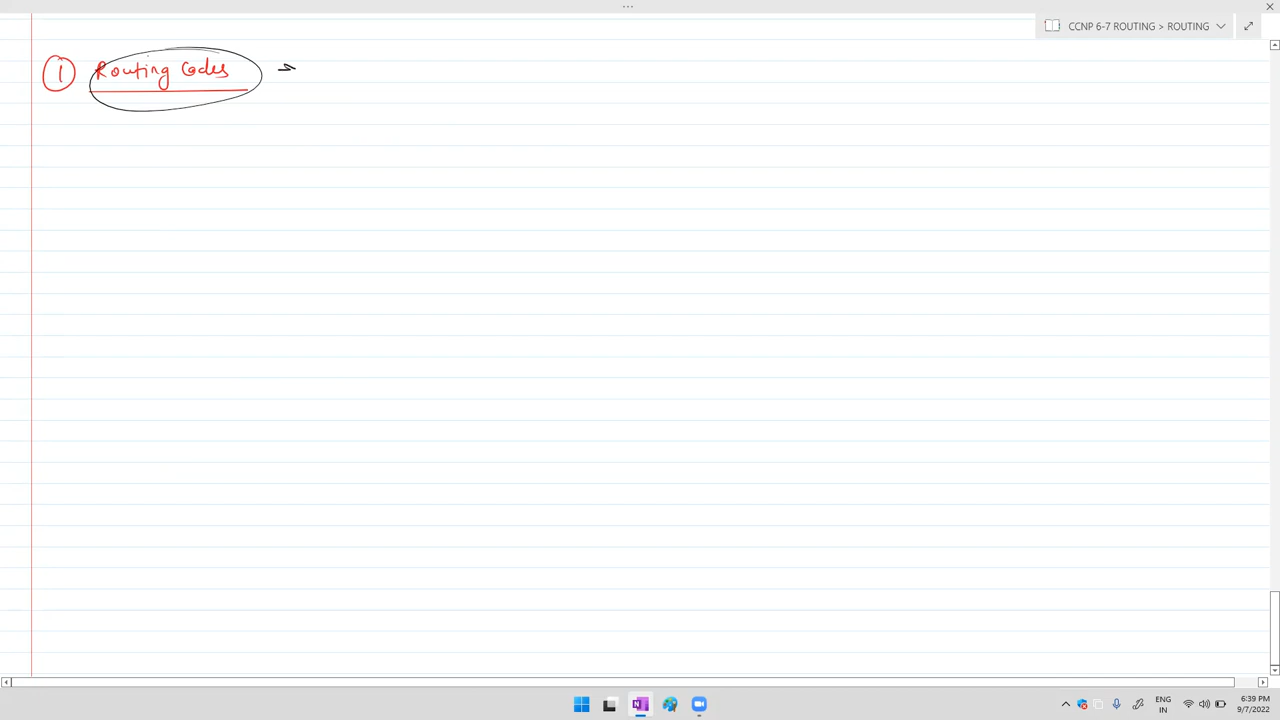 ...
CCNP 6-7 ROUTING > ROUTING
① Routing Codes →
ENG
IN
6:39 PM
9/7/2022